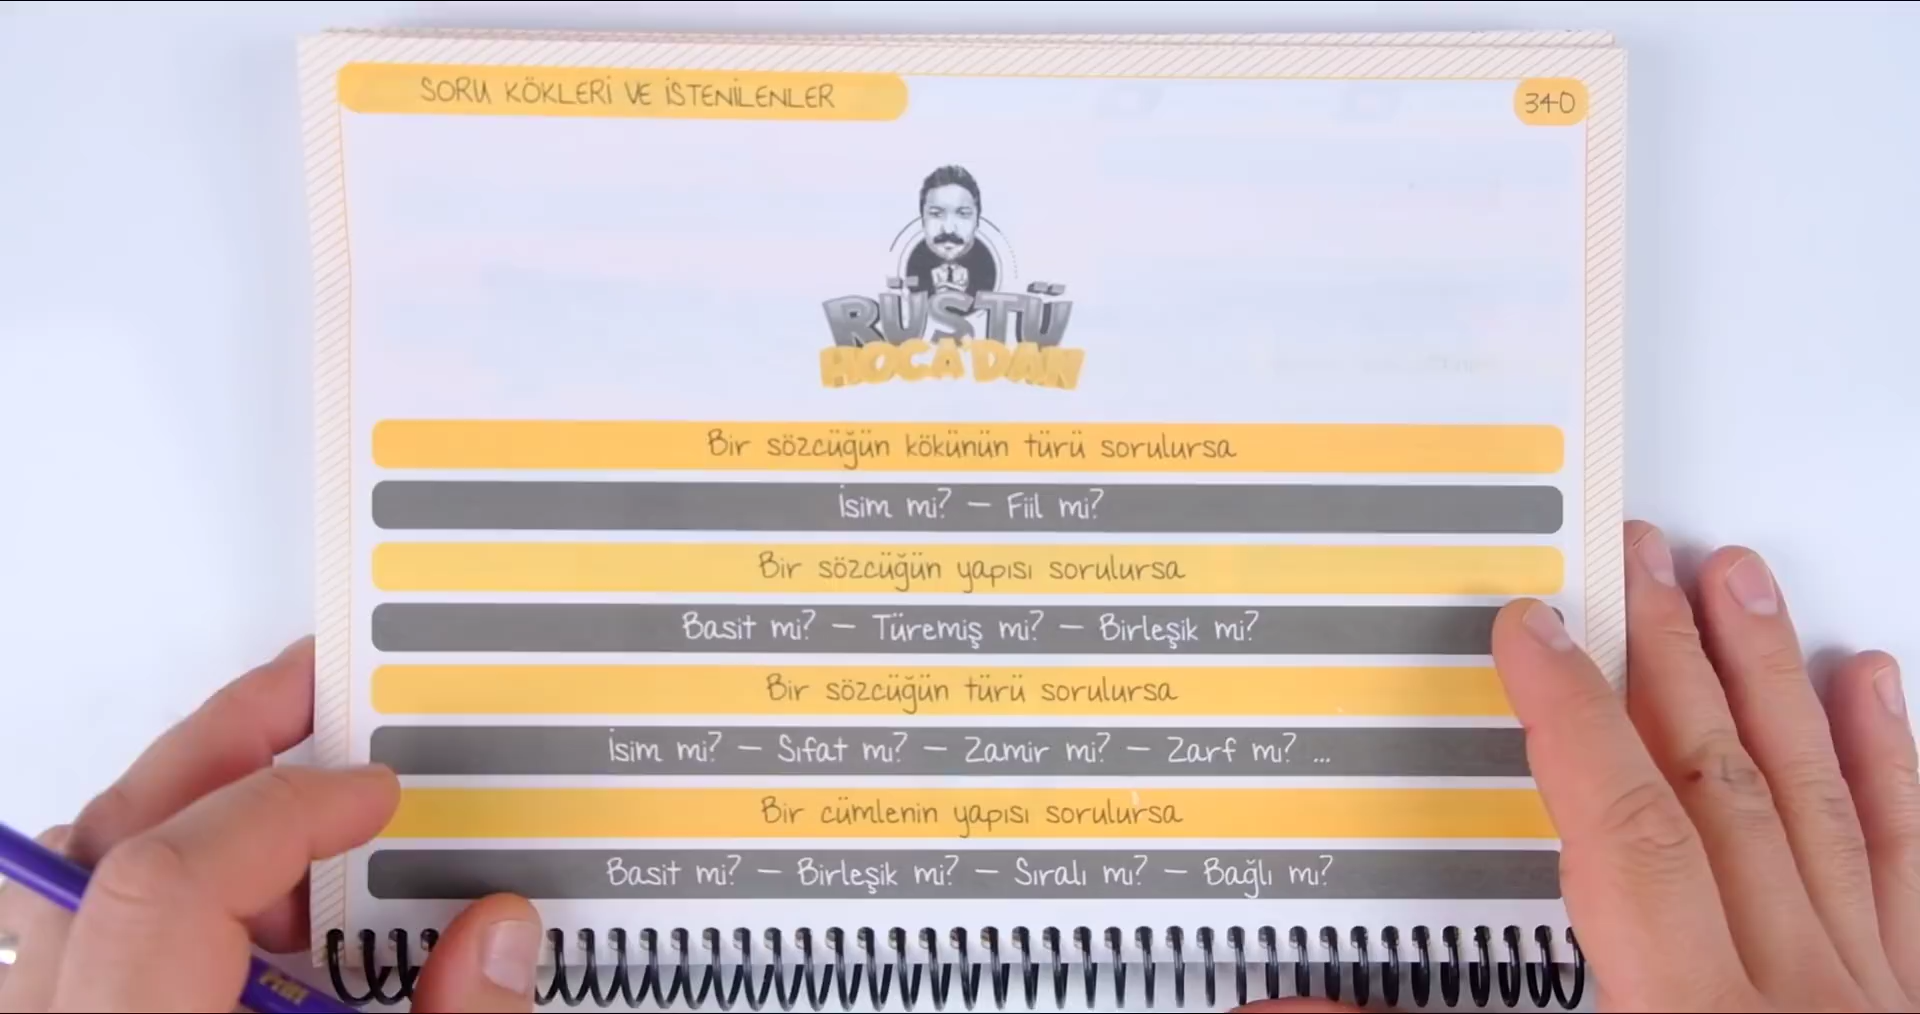 SORU KÖKLERİ VE İSTENİLENLER
340
RÜŞTÜ
HOCA'DAN
Bir sözcüğün kökünün türü sorulursa
İsim mi? – Fiil mi?
Bir sözcüğün yapısı sorulursa
Basit mi? – Türemiş mi? – Birleşik mi?
Bir sözcüğün türü sorulursa
İsim mi? – Sıfat mı? – Zamir mi? – Zarf mı? ...
Bir cümlenin yapısı sorulursa
Basit mi? – Birleşik mi? – Sıralı mı? – Bağlı mı?